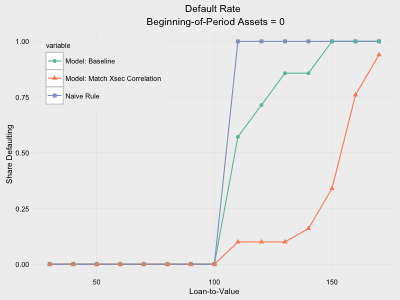 Default Rate
Beginning-of-Period Assets = 0
variable
Model: Baseline
Model: Match Xsec Correlation
Naive Rule
Share Defaulting
1.00
0.75
0.50
0.25
0.00
50
100
150
Loan-to-Value